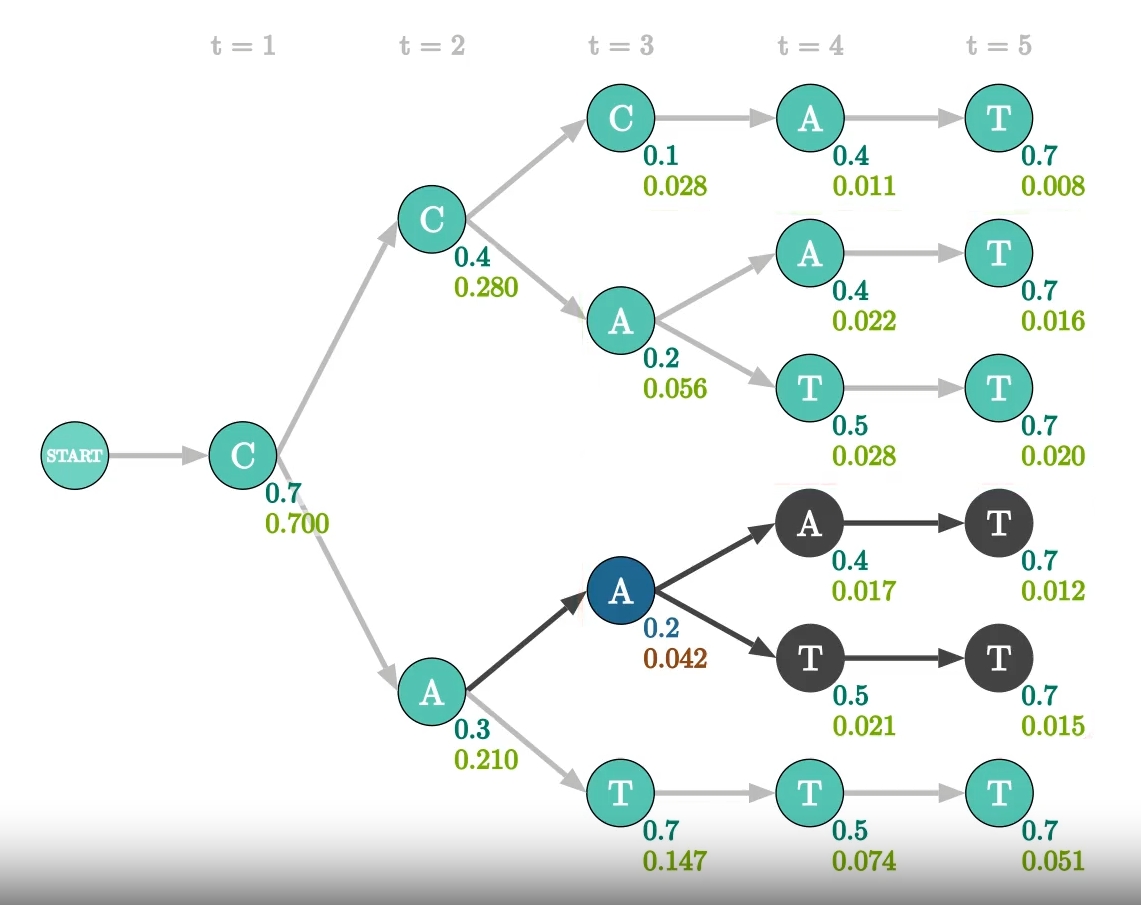 t = 1 t = 2 t = 3 t = 4 t = 5
C A T
0.1 0.4 0.7
0.028 0.011 0.008
C
0.4
0.280
A T
0.4 0.7
0.022 0.016
A
0.2
0.056
T T
0.5 0.7
0.028 0.020
START C
0.7
0.700
A T
0.4 0.7
0.017 0.012
A
0.2
0.042
T T
0.5 0.7
0.021 0.015
A
0.3
0.210
T T T
0.7 0.5 0.7
0.147 0.074 0.051